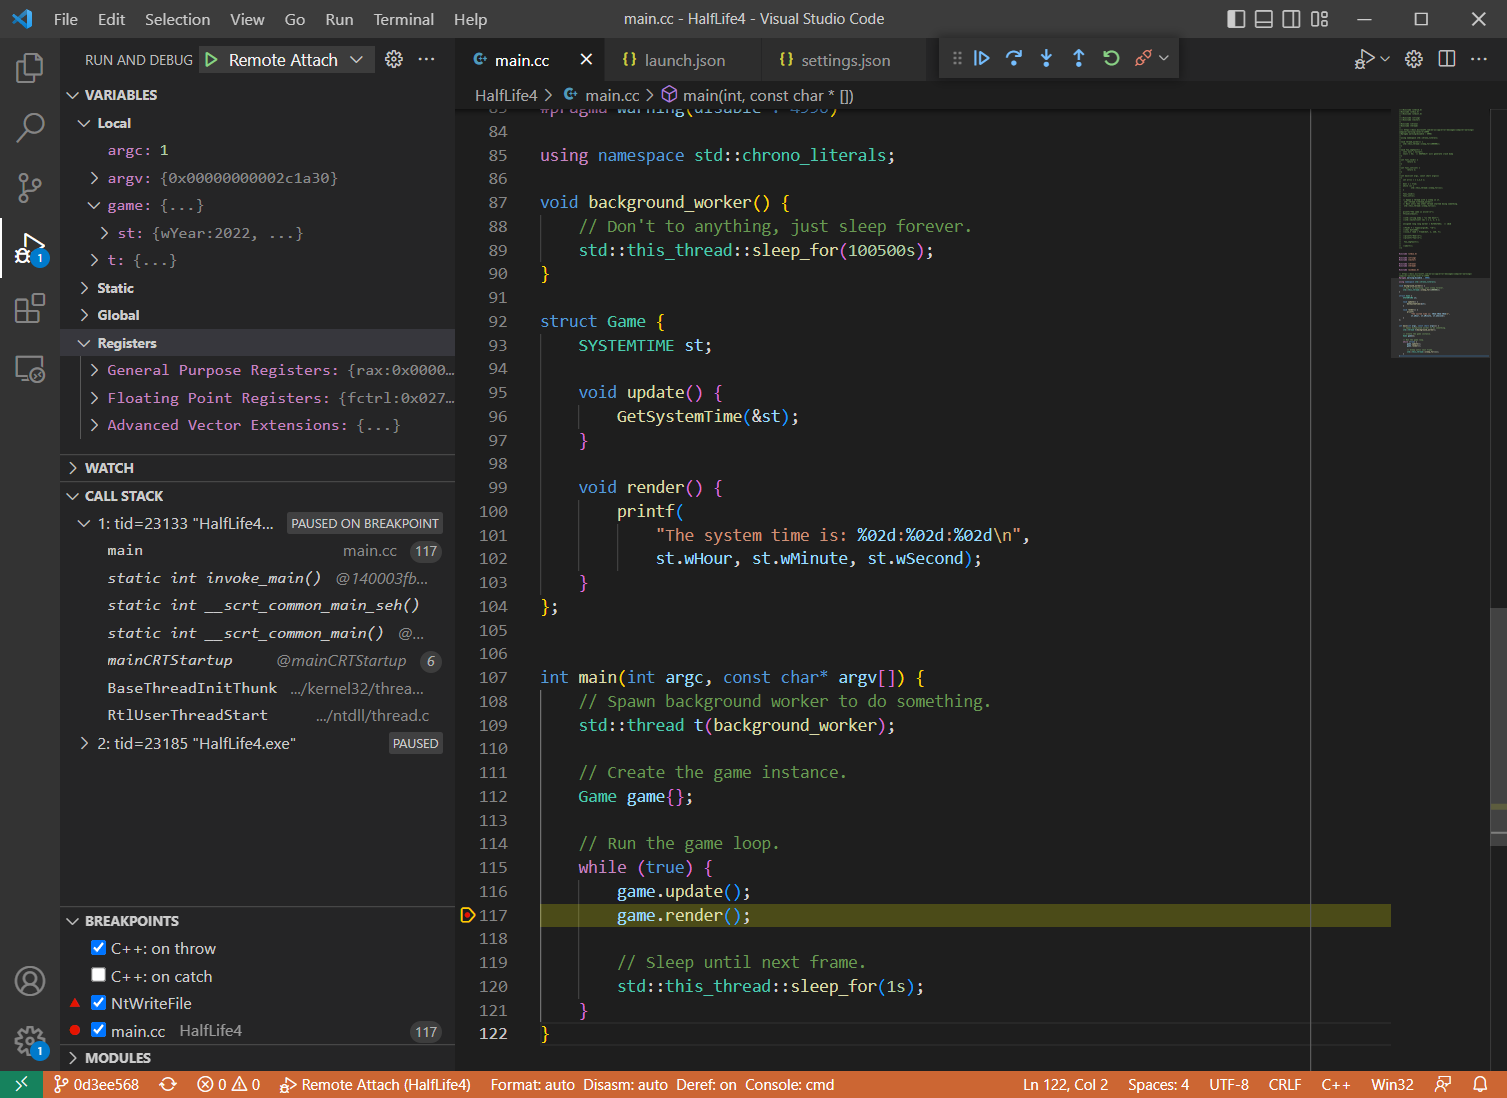 File Edit Selection View Go Run Terminal Help main.cc - HalfLife4 - Visual Studio Code
RUN AND DEBUG Remote Attach
main.cc launch.json settings.json
HalfLife4 > main.cc > main(int, const char * [])
VARIABLES
Local
argc: 1
argv: {0x00000000002c1a30}
game: {...}
st: {wYear:2022, ...}
t: {...}
Static
Global
Registers
General Purpose Registers: {rax:0x0000…
Floating Point Registers: {fctrl:0x027…
Advanced Vector Extensions: {...}
WATCH
CALL STACK
1: tid=23133 "HalfLife4... PAUSED ON BREAKPOINT
main main.cc 117
static int invoke_main() @140003fb...
static int __scrt_common_main_seh()
static int __scrt_common_main() @...
mainCRTStartup @mainCRTStartup 6
BaseThreadInitThunk .../kernel32/threa...
RtlUserThreadStart .../ntdll/thread.c
2: tid=23185 "HalfLife4.exe" PAUSED
BREAKPOINTS
C++: on throw
C++: on catch
NtWriteFile
main.cc HalfLife4 117
MODULES
83 #pragma warning(disable : 4996)
84
85 using namespace std::chrono_literals;
86
87 void background_worker() {
88 // Don't to anything, just sleep forever.
89 std::this_thread::sleep_for(100500s);
90 }
91
92 struct Game {
93 SYSTEMTIME st;
94
95 void update() {
96 GetSystemTime(&st);
97 }
98
99 void render() {
100 printf(
101 "The system time is: %02d:%02d:%02d\n",
102 st.wHour, st.wMinute, st.wSecond);
103 }
104 };
105
106
107 int main(int argc, const char* argv[]) {
108 // Spawn background worker to do something.
109 std::thread t(background_worker);
110
111 // Create the game instance.
112 Game game{};
113
114 // Run the game loop.
115 while (true) {
116 game.update();
117 game.render();
118
119 // Sleep until next frame.
120 std::this_thread::sleep_for(1s);
121 }
122 }
1
1
0d3ee568 0 0 Remote Attach (HalfLife4) Format: auto Disasm: auto Deref: on Console: cmd Ln 122, Col 2 Spaces: 4 UTF-8 CRLF C++ Win32